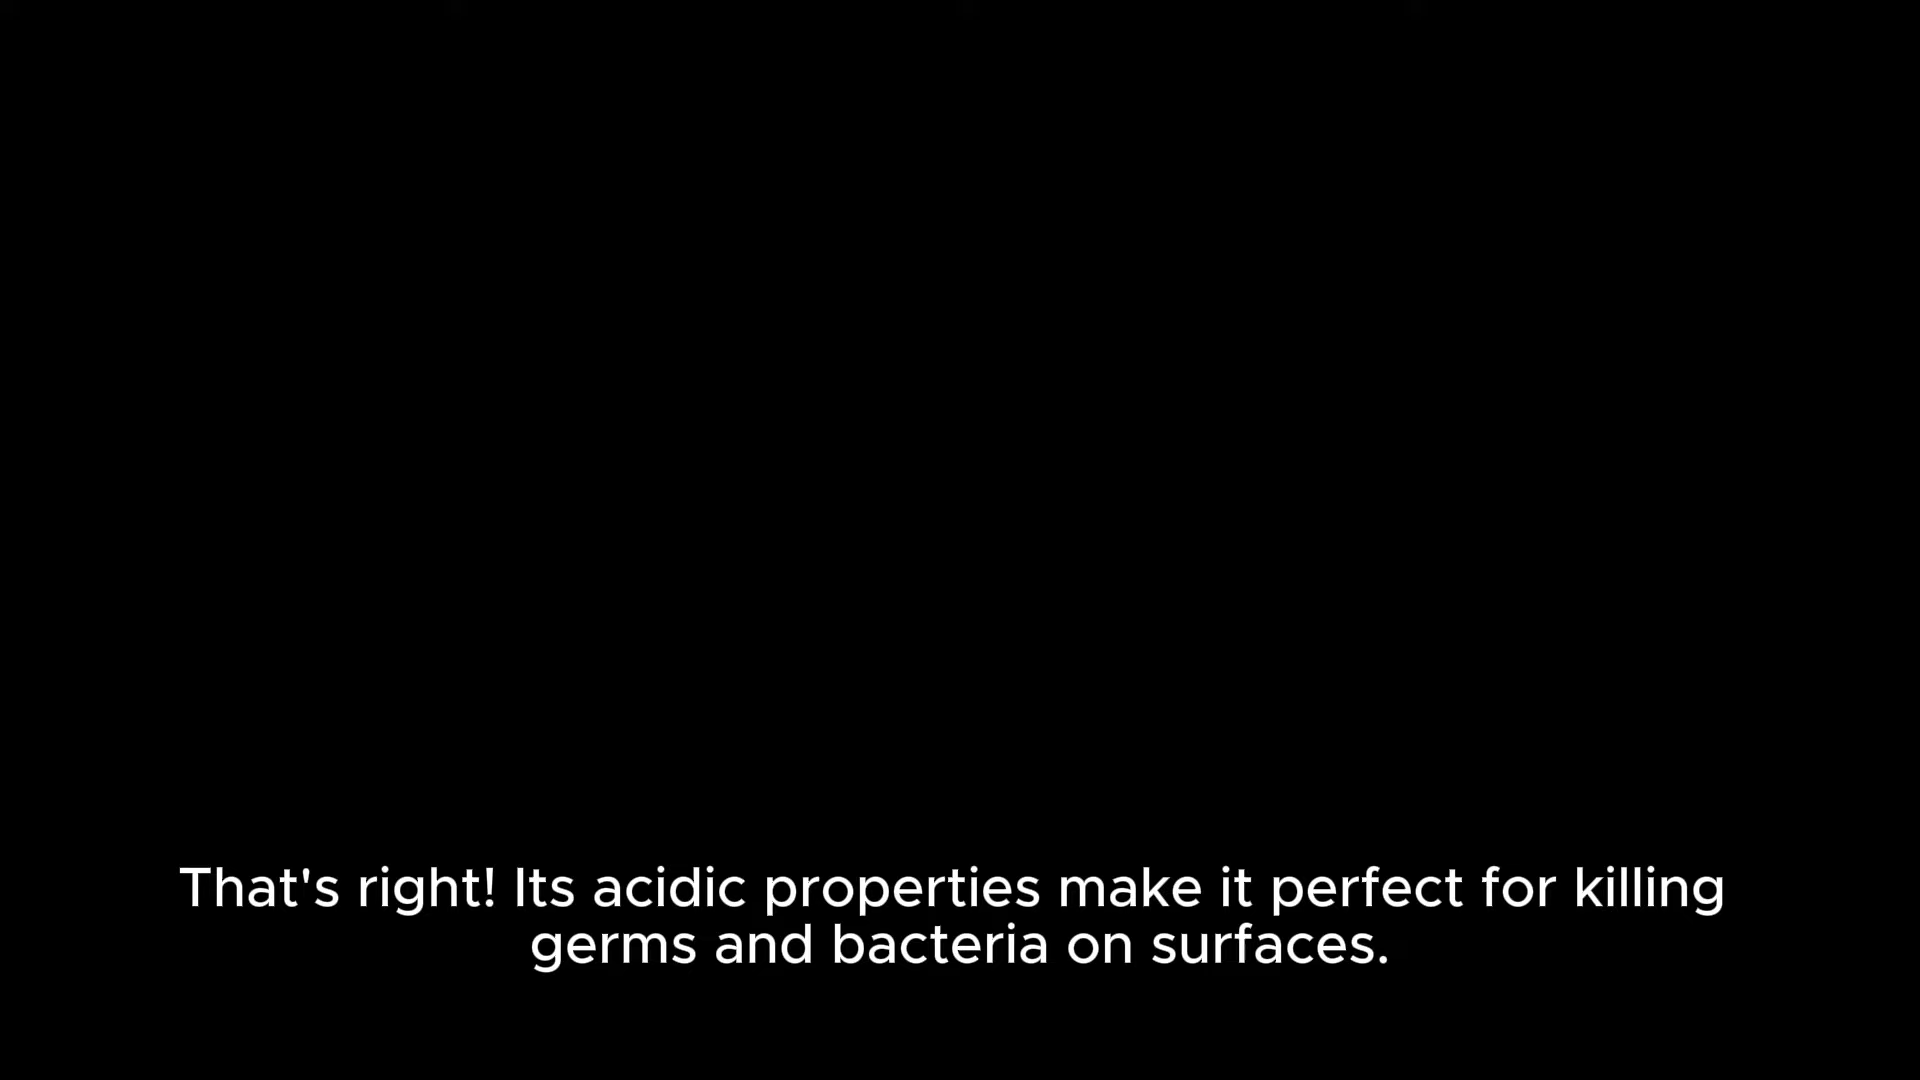 That's right! Its acidic properties make it perfect for killing
germs and bacteria on surfaces.